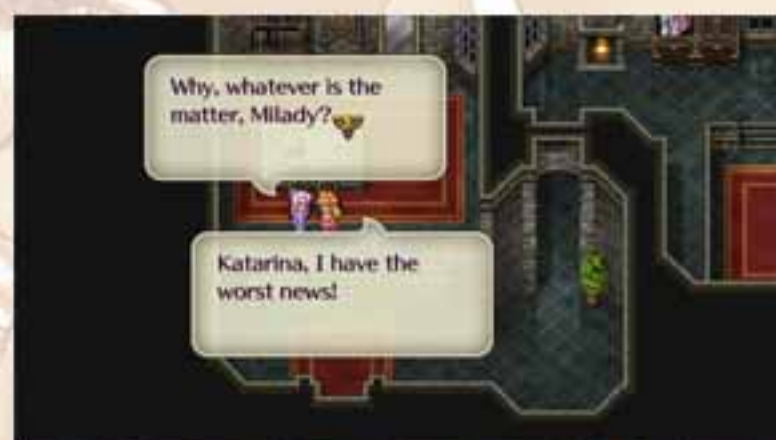 Why, whatever is the
matter, Milady?
Katarina, I have the
worst news!